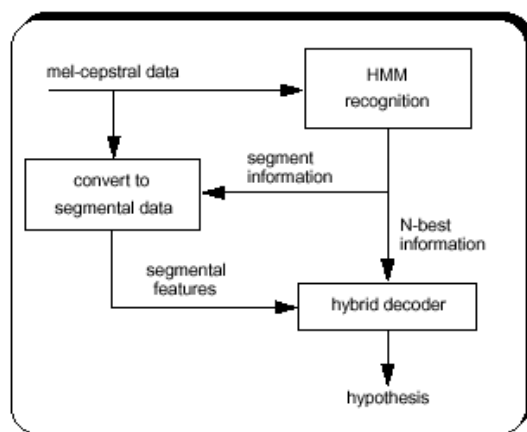 mel-cepstral data
HMM
recognition
segment
information
convert to
segmental data
N-best
information
segmental
features
hybrid decoder
hypothesis